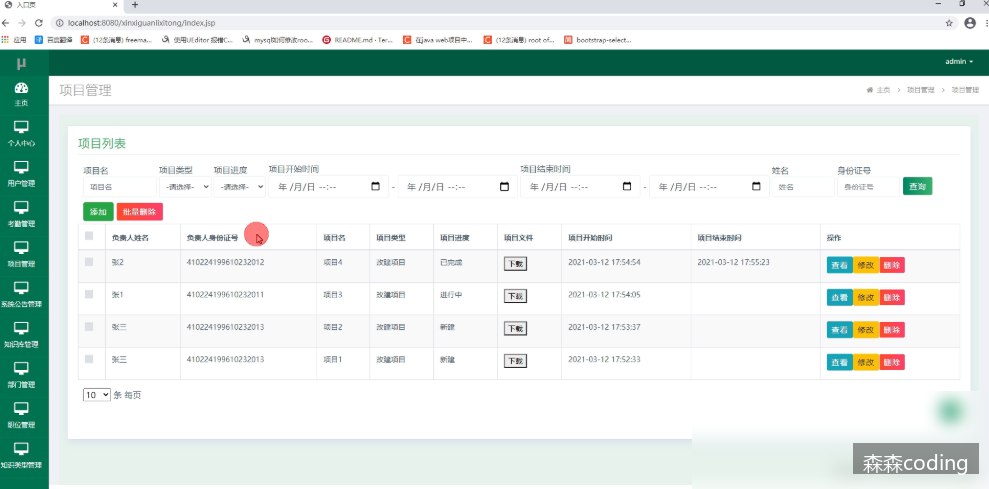 入口页
localhost:8080/xinxiguanlixitong/index.jsp
应用 百度翻译 (12条消息) freema... 使用UEditor 报错C... mysql如何修改roo... README.md · Ter... 在java web项目中... (12条消息) root of... bootstrap-select...
μ admin
主页
个人中心
用户管理
考勤管理
项目管理
系统公告管理
知识库管理
部门管理
职位管理
知识类型管理
项目管理 主页 > 项目管理 > 项目管理
项目列表
项目名 项目类型 项目进度 项目开始时间 项目结束时间 姓名 身份证号
项目名 -请选择- -请选择- 年 /月/日 --:-- - 年 /月/日 --:-- 年 /月/日 --:-- - 年 /月/日 --:-- 姓名 身份证号 查询
添加 批量删除
负责人姓名 负责人身份证号 项目名 项目类型 项目进度 项目文件 项目开始时间 项目结束时间 操作
张2 410224199610232012 项目4 改建项目 已完成 下载 2021-03-12 17:54:54 2021-03-12 17:55:23 查看 修改 删除
张1 410224199610232011 项目3 改建项目 进行中 下载 2021-03-12 17:54:05 查看 修改 删除
张三 410224199610232013 项目2 改建项目 新建 下载 2021-03-12 17:53:37 查看 修改 删除
张三 410224199610232013 项目1 改建项目 新建 下载 2021-03-12 17:52:33 查看 修改 删除
10 条 每页
森森coding